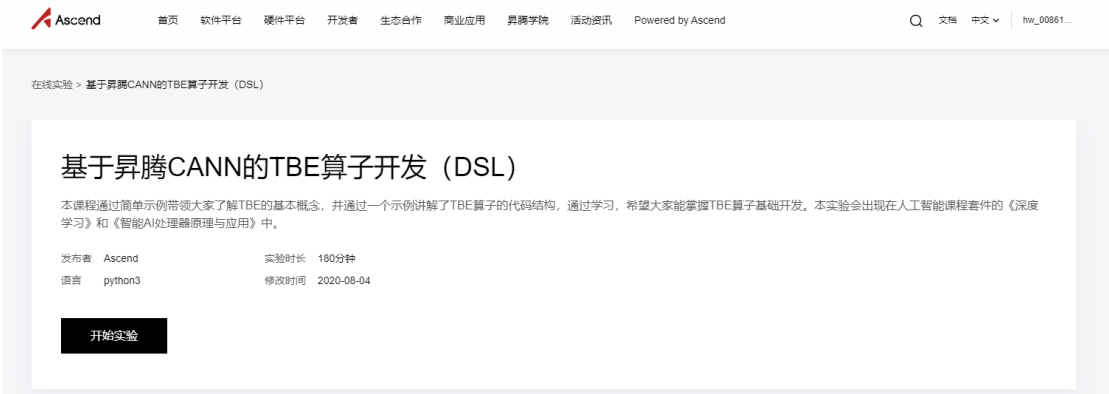 Ascend 首页 软件平台 硬件平台 开发者 生态合作 商业应用 昇腾学院 活动资讯 Powered by Ascend 文档 中文 hw_00861...
在线实验 > 基于昇腾CANN的TBE算子开发（DSL）
基于昇腾CANN的TBE算子开发（DSL）
本课程通过简单示例带领大家了解TBE的基本概念，并通过一个示例讲解了TBE算子的代码结构，通过学习，希望大家能掌握TBE算子基础开发。本实验会出现在人工智能课程套件的《深度
学习》和《智能AI处理器原理与应用》中。
发布者 Ascend 实验时长 180分钟
语言 python3 修改时间 2020-08-04
开始实验